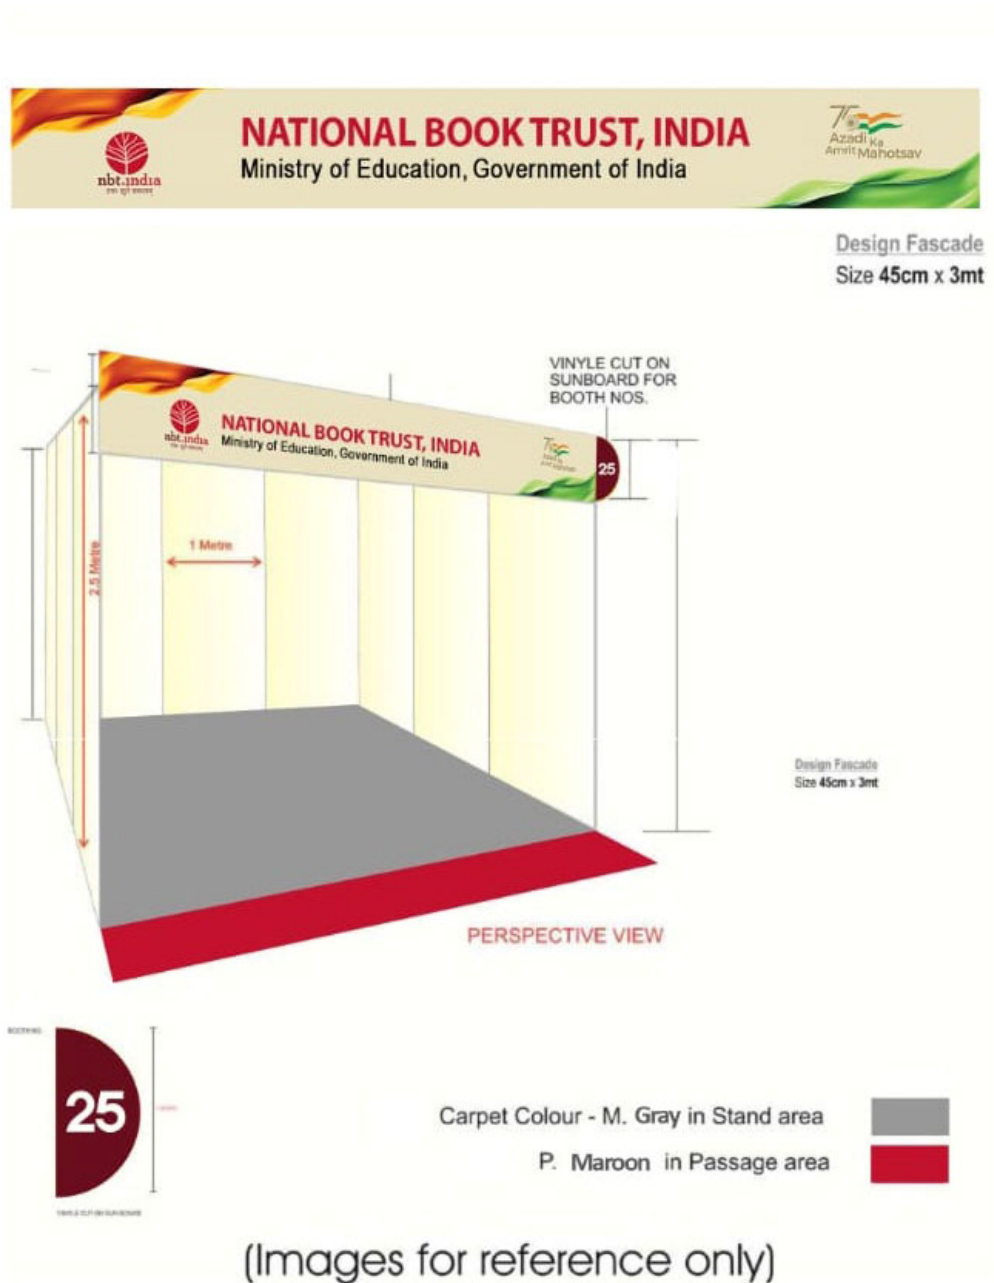 nbt.india
एक: सूते सकलम्
NATIONAL BOOK TRUST, INDIA
Ministry of Education, Government of India
75
Azadi Ka
Amrit Mahotsav
Design Fascade
Size 45cm x 3mt
VINYLE CUT ON
SUNBOARD FOR
BOOTH NOS.
nbt.india
NATIONAL BOOK TRUST, INDIA
Ministry of Education, Government of India
25
1 Metre
2.5 Metre
Design Fascade
Size 45cm x 3mt
PERSPECTIVE VIEW
25
Carpet Colour - M. Gray in Stand area
P. Maroon in Passage area
(Images for reference only)